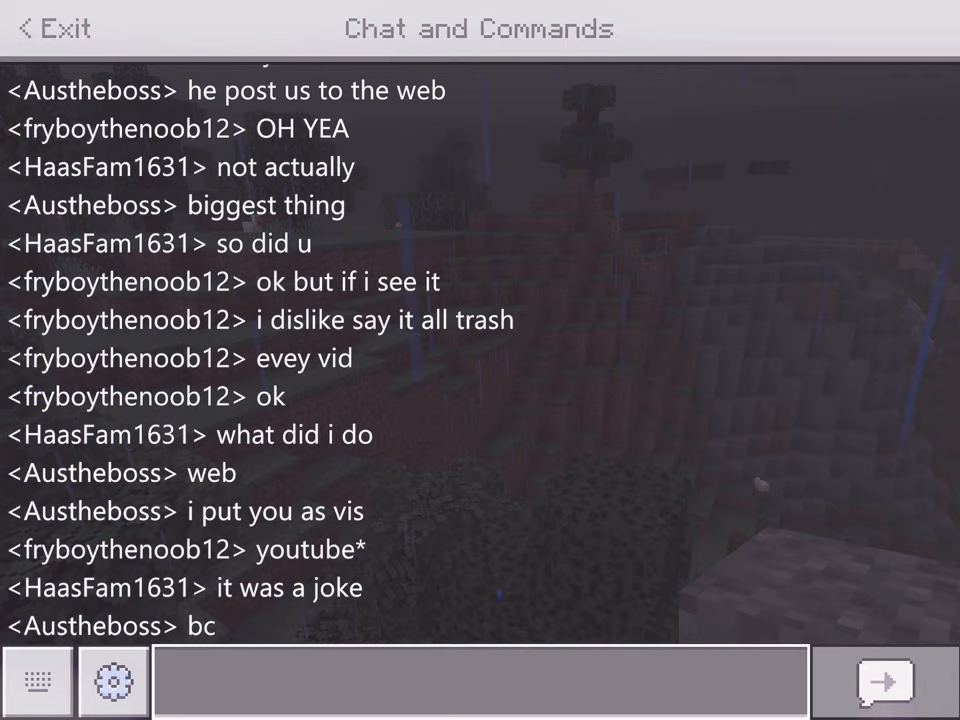 < Exit
Chat and Commands
<Austheboss> he post us to the web
<fryboythenoob12> OH YEA
<HaasFam1631> not actually
<Austheboss> biggest thing
<HaasFam1631> so did u
<fryboythenoob12> ok but if i see it
<fryboythenoob12> i dislike say it all trash
<fryboythenoob12> evey vid
<fryboythenoob12> ok
<HaasFam1631> what did i do
<Austheboss> web
<Austheboss> i put you as vis
<fryboythenoob12> youtube*
<HaasFam1631> it was a joke
<Austheboss> bc